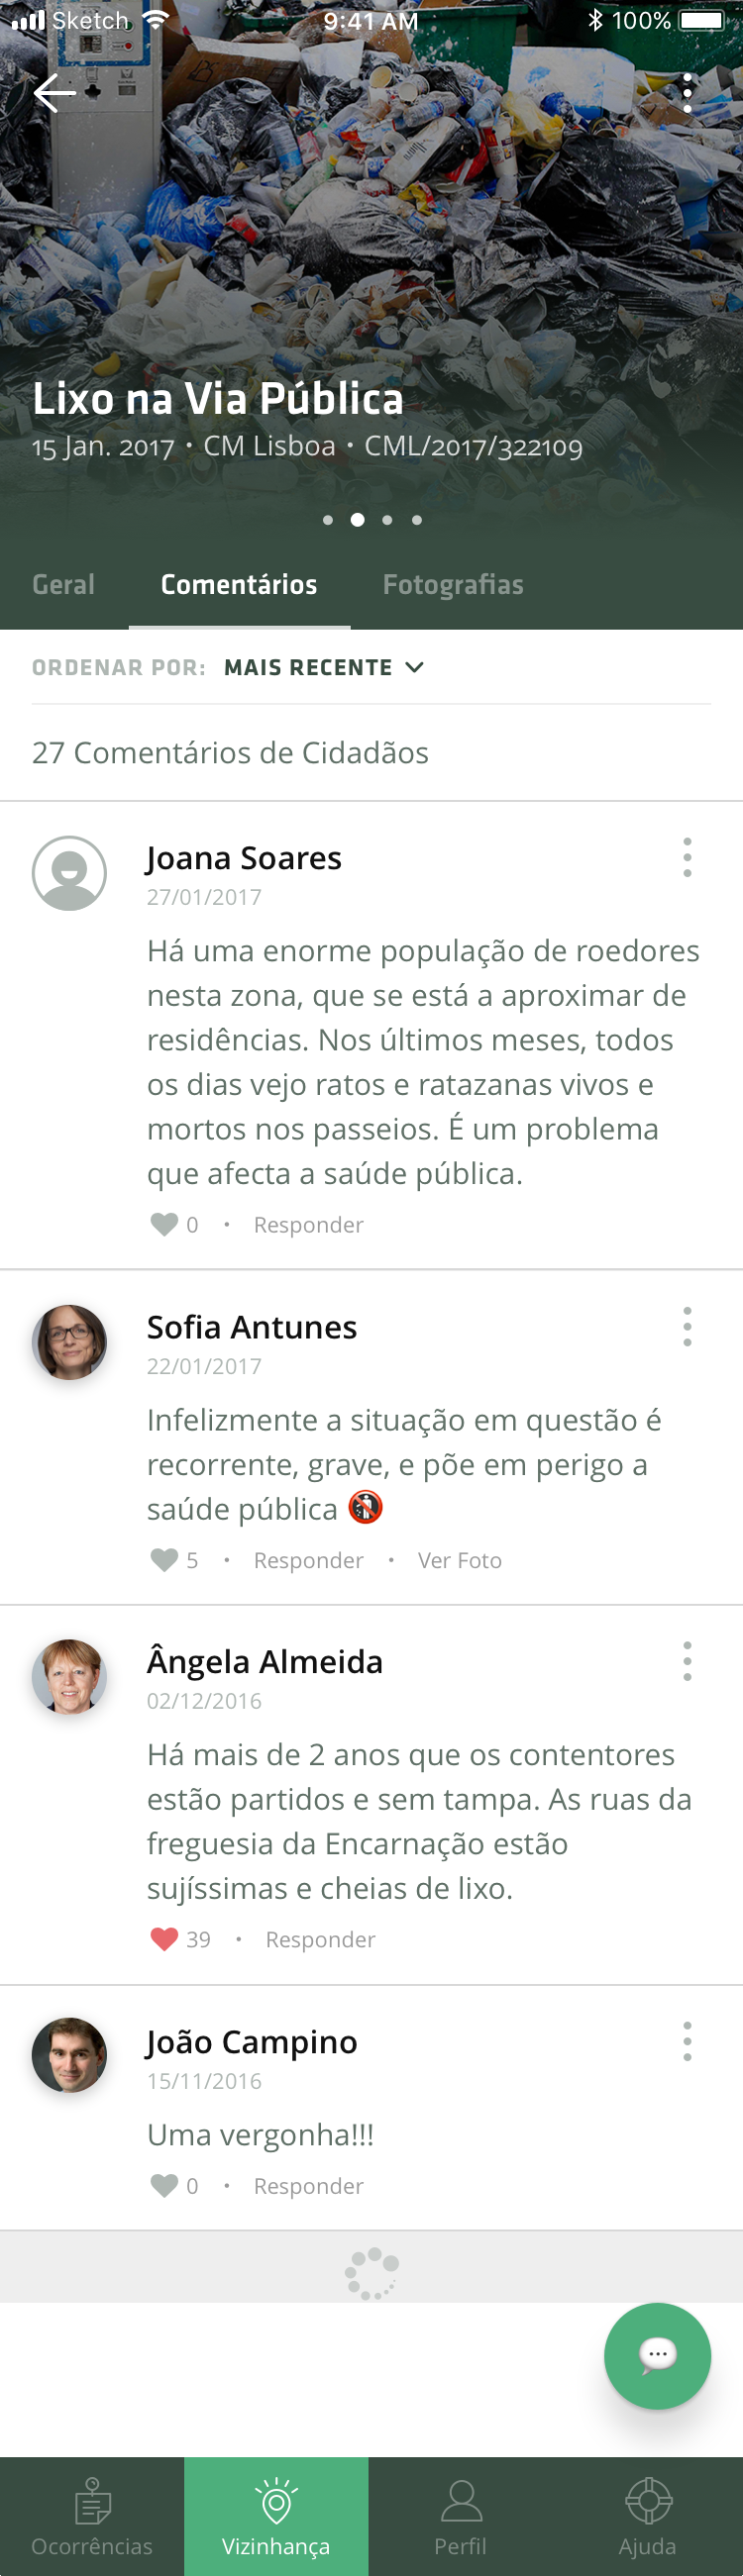 Sketch 9:41 AM 100%
Lixo na Via Pública
15 Jan. 2017 • CM Lisboa • CML/2017/322109
Geral Comentários Fotografias
ORDENAR POR: MAIS RECENTE
27 Comentários de Cidadãos
Joana Soares
27/01/2017
Há uma enorme população de roedores
nesta zona, que se está a aproximar de
residências. Nos últimos meses, todos
os dias vejo ratos e ratazanas vivos e
mortos nos passeios. É um problema
que afecta a saúde pública.
0 • Responder
Sofia Antunes
22/01/2017
Infelizmente a situação em questão é
recorrente, grave, e põe em perigo a
saúde pública 🚯
5 • Responder • Ver Foto
Ângela Almeida
02/12/2016
Há mais de 2 anos que os contentores
estão partidos e sem tampa. As ruas da
freguesia da Encarnação estão
sujíssimas e cheias de lixo.
39 • Responder
João Campino
15/11/2016
Uma vergonha!!!
0 • Responder
Ocorrências Vizinhança Perfil Ajuda